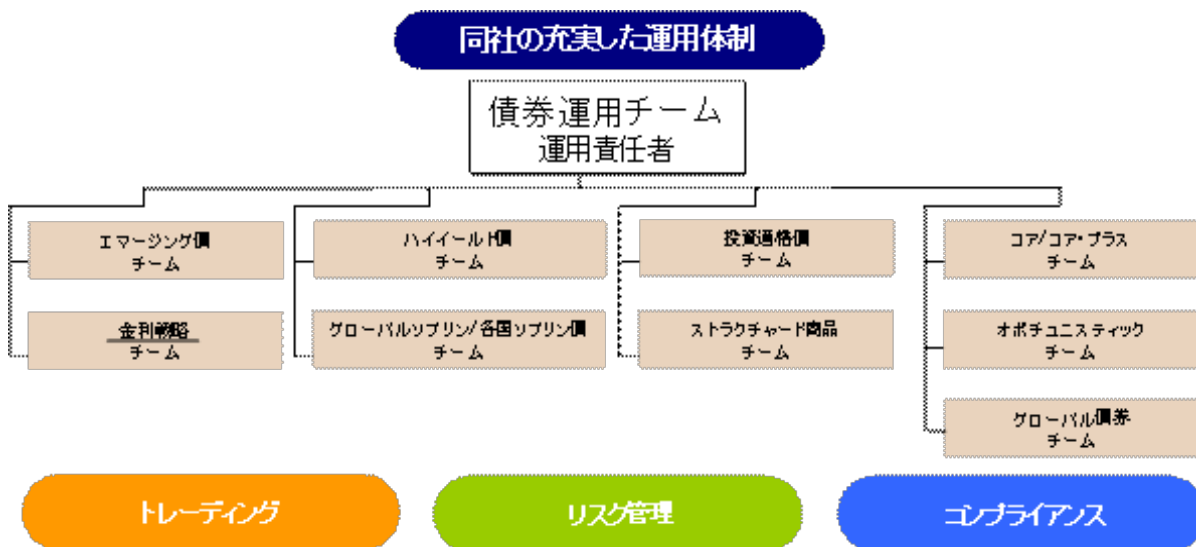 同社の充実した運用体制
債券運用チーム
運用責任者
エマージング債
チーム
ハイイールド債
チーム
投資適格債
チーム
コア/コア・プラス
チーム
金利戦略
チーム
グローバルソブリン/各国ソブリン債
チーム
ストラクチャード商品
チーム
オポチュニスティック
チーム
グローバル債券
チーム
トレーディング
リスク管理
コンプライアンス